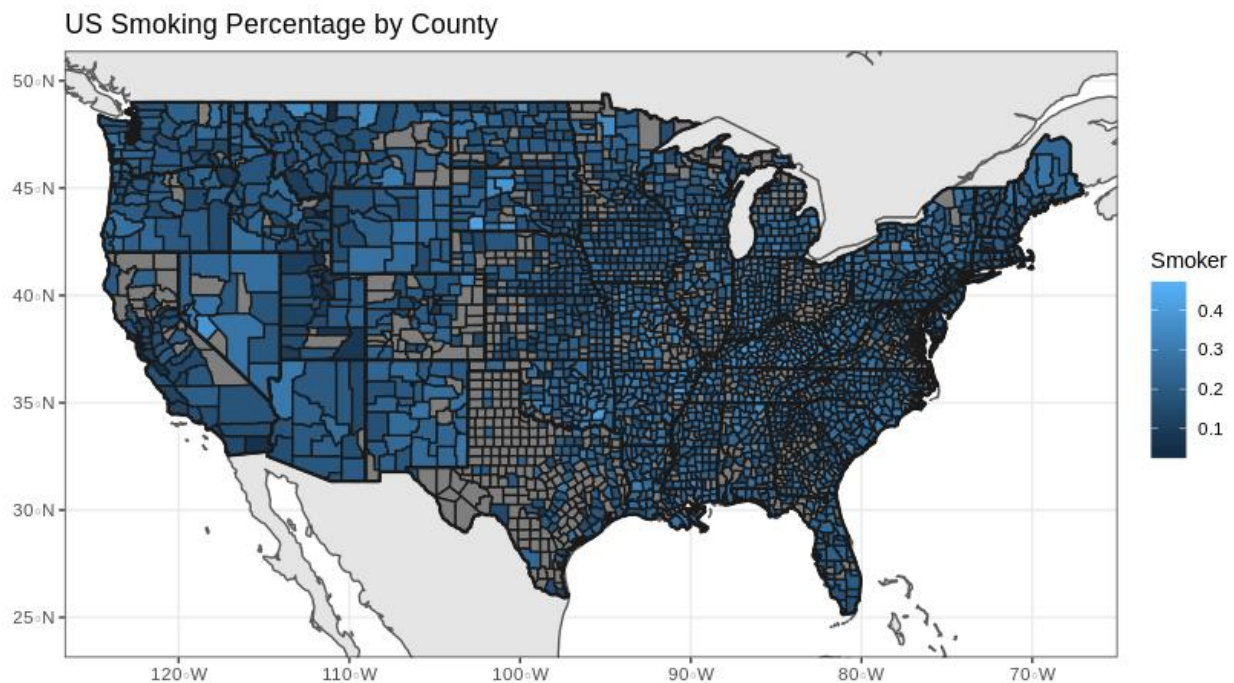 US Smoking Percentage by County
50◦N
45◦N
40◦N
35◦N
30◦N
25◦N
120◦W
110◦W
100◦W
90◦W
80◦W
70◦W
Smoker
0.4
0.3
0.2
0.1